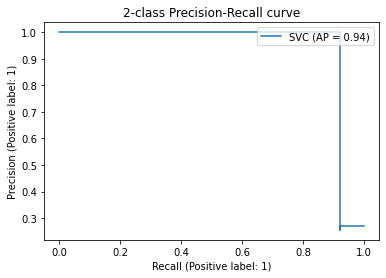 2-class Precision-Recall curve
SVC (AP = 0.94)
Precision (Positive label: 1)
1.0
0.9
0.8
0.7
0.6
0.5
0.4
0.3
0.0 0.2 0.4 0.6 0.8 1.0
Recall (Positive label: 1)